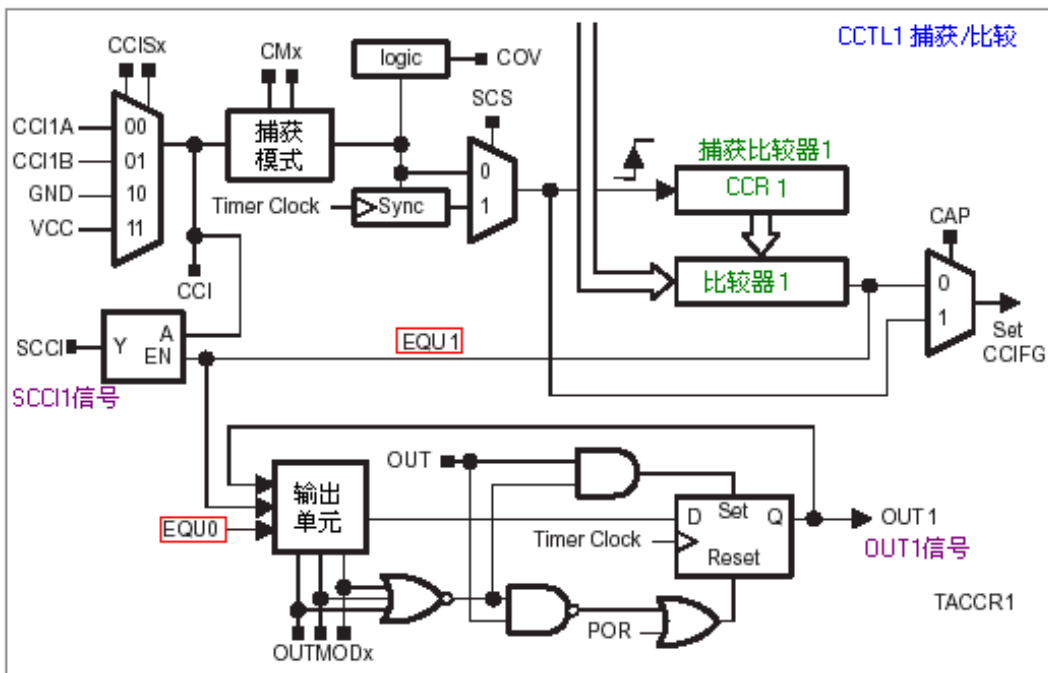 CCTL1 捕获/比较
CCISx
CMx
logic
COV
SCS
CCI1A
CCI1B
GND
VCC
00
01
10
11
捕获
模式
0
1
Timer Clock
Sync
捕获比较器1
CCR 1
比较器1
CAP
0
1
Set
CCIFG
CCI
SCCI
Y
A
EN
SCCI1信号
EQU1
OUT
输出
单元
EQU0
D
Set
Q
Reset
Timer Clock
OUT1
OUT1信号
POR
OUTMODx
TACCR1